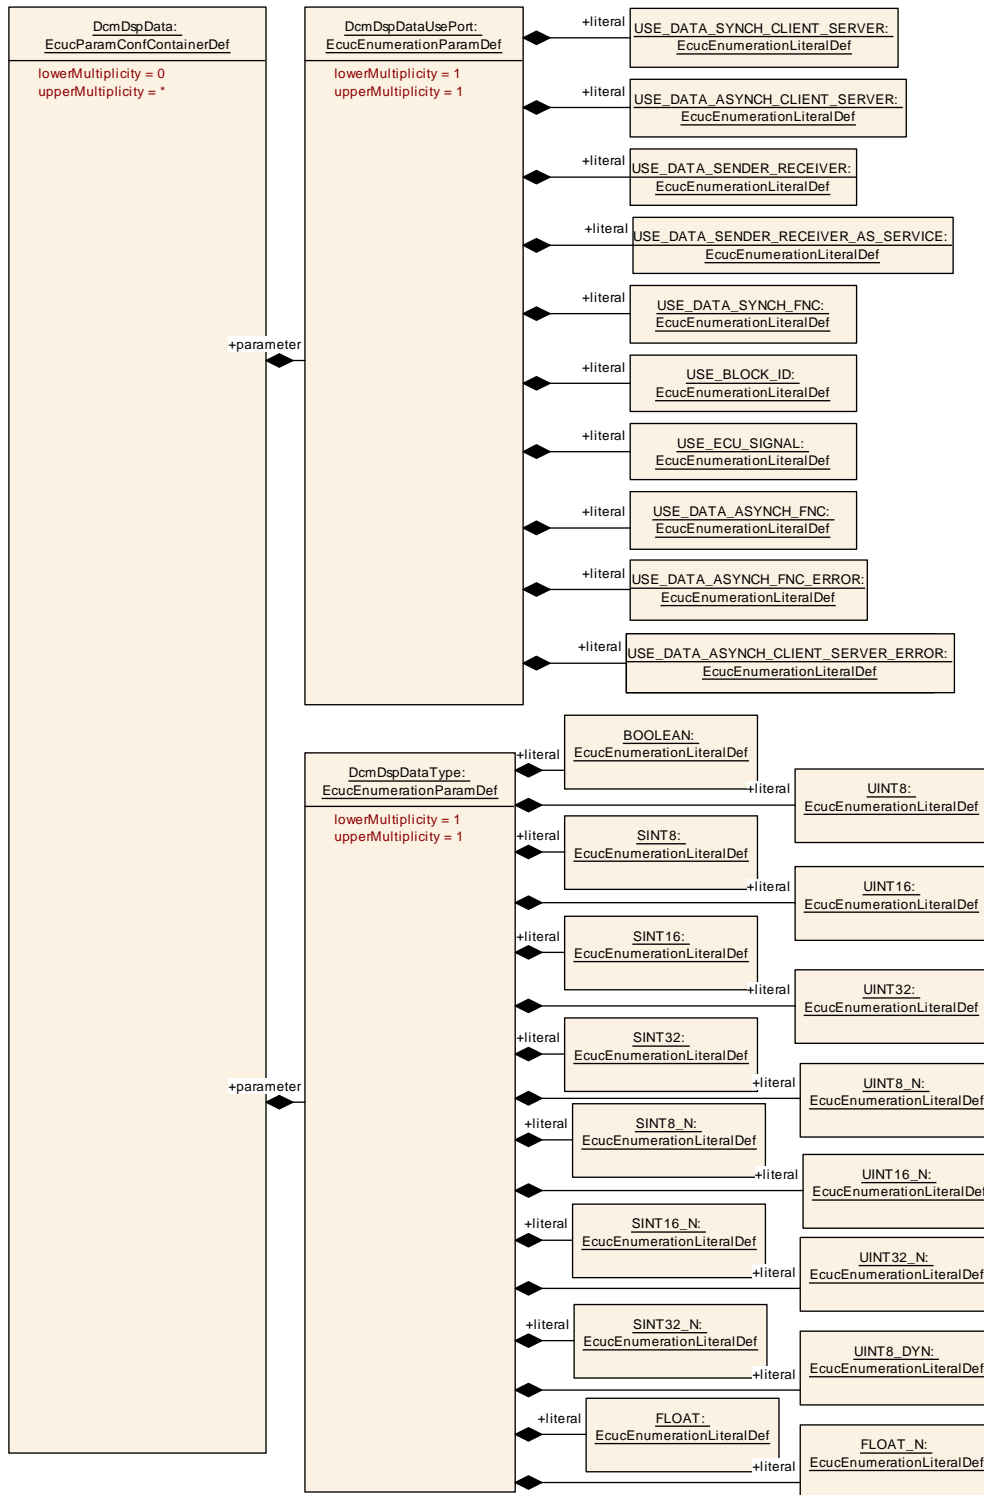 DcmDspData:
EcucParamConfContainerDef
lowerMultiplicity = 0
upperMultiplicity = *
+parameter
+parameter
DcmDspDataUsePort:
EcucEnumerationParamDef
lowerMultiplicity = 1
upperMultiplicity = 1
+literal
USE_DATA_SYNCH_CLIENT_SERVER:
EcucEnumerationLiteralDef
+literal
USE_DATA_ASYNCH_CLIENT_SERVER:
EcucEnumerationLiteralDef
+literal
USE_DATA_SENDER_RECEIVER:
EcucEnumerationLiteralDef
+literal
USE_DATA_SENDER_RECEIVER_AS_SERVICE:
EcucEnumerationLiteralDef
+literal
USE_DATA_SYNCH_FNC:
EcucEnumerationLiteralDef
+literal
USE_BLOCK_ID:
EcucEnumerationLiteralDef
+literal
USE_ECU_SIGNAL:
EcucEnumerationLiteralDef
+literal
USE_DATA_ASYNCH_FNC:
EcucEnumerationLiteralDef
+literal
USE_DATA_ASYNCH_FNC_ERROR:
EcucEnumerationLiteralDef
+literal
USE_DATA_ASYNCH_CLIENT_SERVER_ERROR:
EcucEnumerationLiteralDef
DcmDspDataType:
EcucEnumerationParamDef
lowerMultiplicity = 1
upperMultiplicity = 1
+literal
BOOLEAN:
EcucEnumerationLiteralDef
+literal
UINT8:
EcucEnumerationLiteralDef
+literal
SINT8:
EcucEnumerationLiteralDef
+literal
UINT16:
EcucEnumerationLiteralDef
+literal
SINT16:
EcucEnumerationLiteralDef
+literal
UINT32:
EcucEnumerationLiteralDef
+literal
SINT32:
EcucEnumerationLiteralDef
+literal
UINT8_N:
EcucEnumerationLiteralDef
+literal
SINT8_N:
EcucEnumerationLiteralDef
+literal
UINT16_N:
EcucEnumerationLiteralDef
+literal
SINT16_N:
EcucEnumerationLiteralDef
+literal
UINT32_N:
EcucEnumerationLiteralDef
+literal
SINT32_N:
EcucEnumerationLiteralDef
+literal
UINT8_DYN:
EcucEnumerationLiteralDef
+literal
FLOAT:
EcucEnumerationLiteralDef
+literal
FLOAT_N:
EcucEnumerationLiteralDef